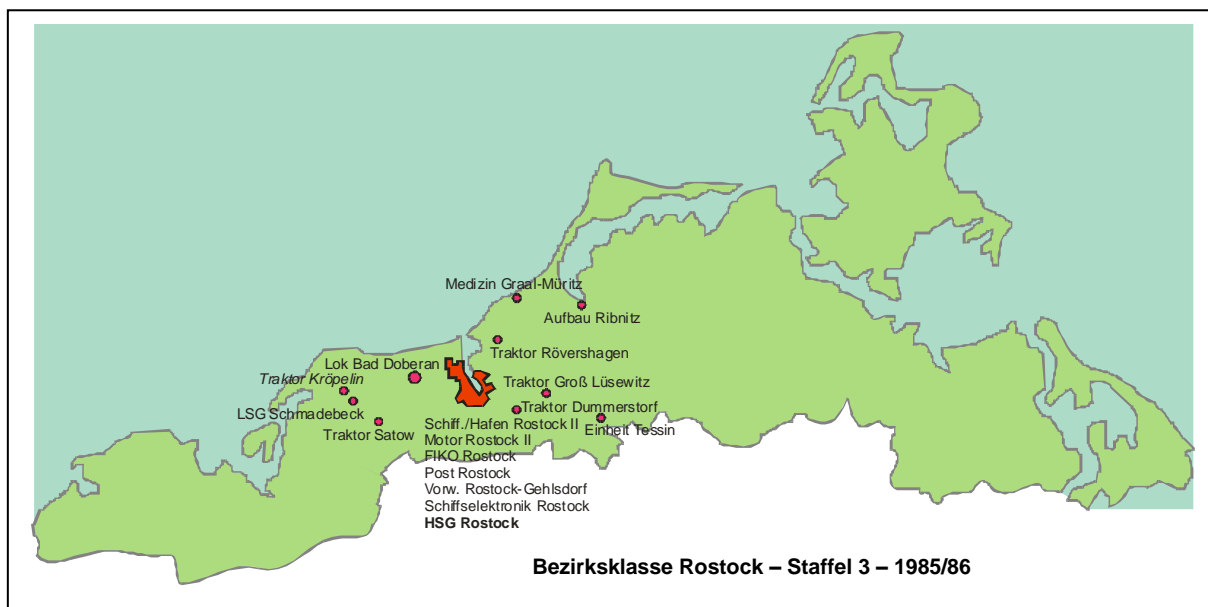 Medizin Graal-Müritz
Aufbau Ribnitz
Traktor Rövershagen
Lok Bad Doberan
Traktor Kröpelin
Traktor Groß Lüsewitz
LSG Schmadebeck
Traktor Dummerstorf
Traktor Satow
Schiff./Hafen Rostock II
Einheit Tessin
Motor Rostock II
FIKO Rostock
Post Rostock
Vorw. Rostock-Gehlsdorf
Schiffselektronik Rostock
HSG Rostock
Bezirksklasse Rostock – Staffel 3 – 1985/86